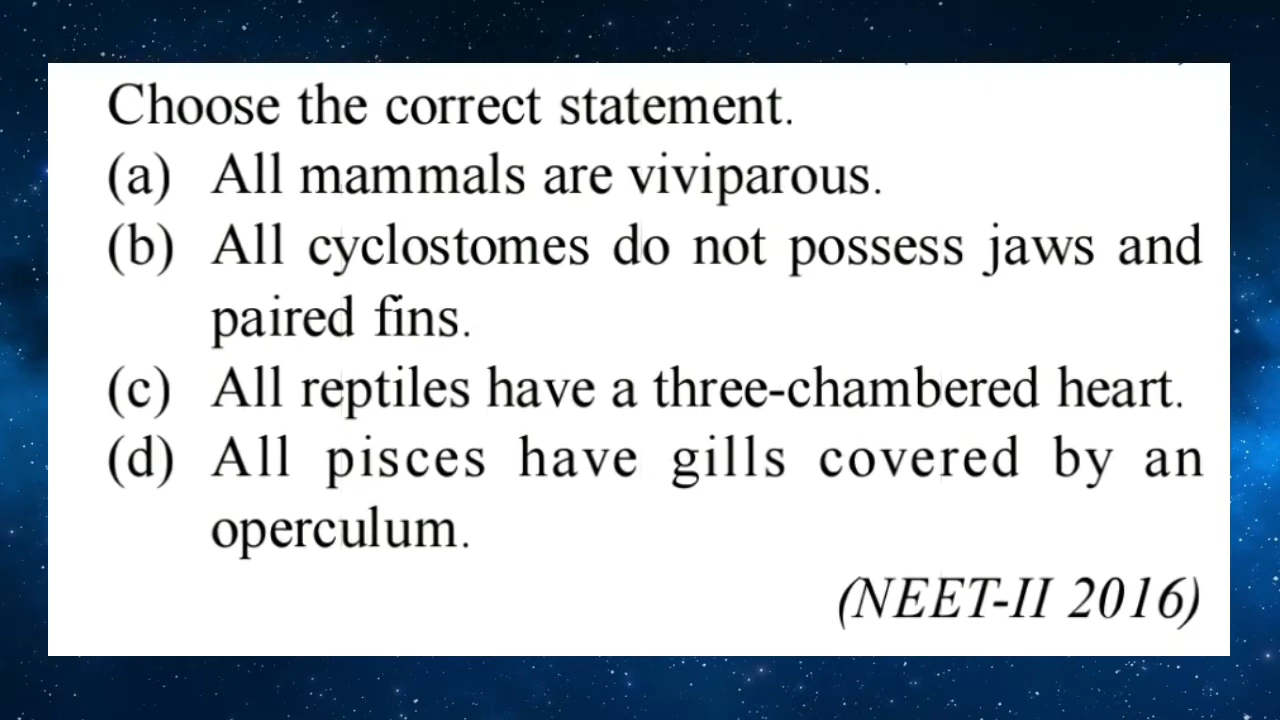 Choose the correct statement.
(a) All mammals are viviparous.
(b) All cyclostomes do not possess jaws and
paired fins.
(c) All reptiles have a three-chambered heart.
(d) All pisces have gills covered by an
operculum.
(NEET-II 2016)